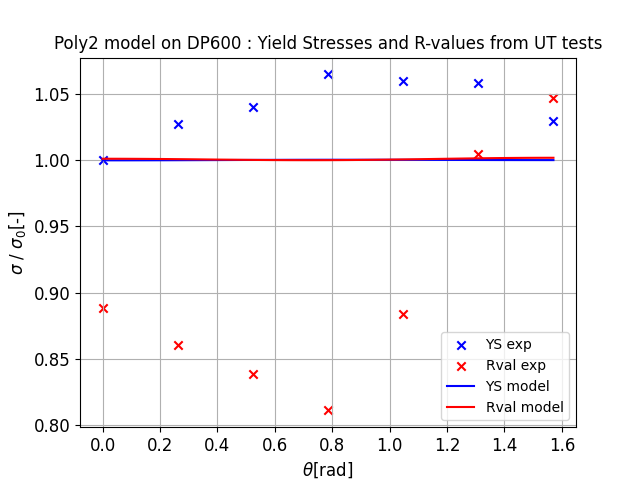 Poly2 model on DP600 : Yield Stresses and R-values from UT tests
σ / σ₀[-]
1.05
1.00
0.95
0.90
0.85
0.80
YS exp
Rval exp
YS model
Rval model
0.0 0.2 0.4 0.6 0.8 1.0 1.2 1.4 1.6
θ[rad]